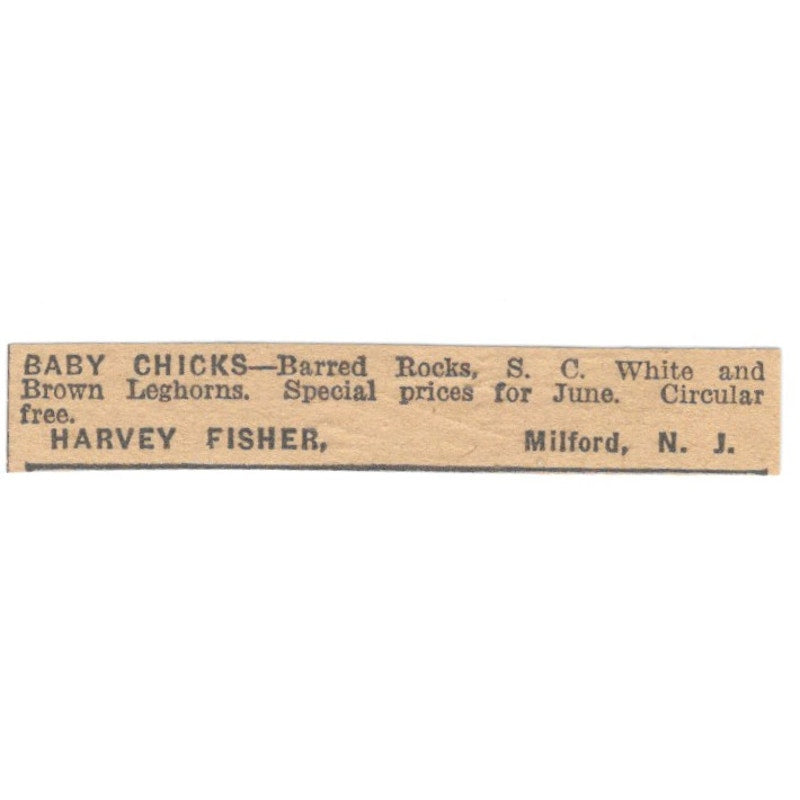 BABY CHICKS—Barred Rocks, S. C. White and
Brown Leghorns. Special prices for June. Circular
free.
HARVEY FISHER, Milford, N. J.